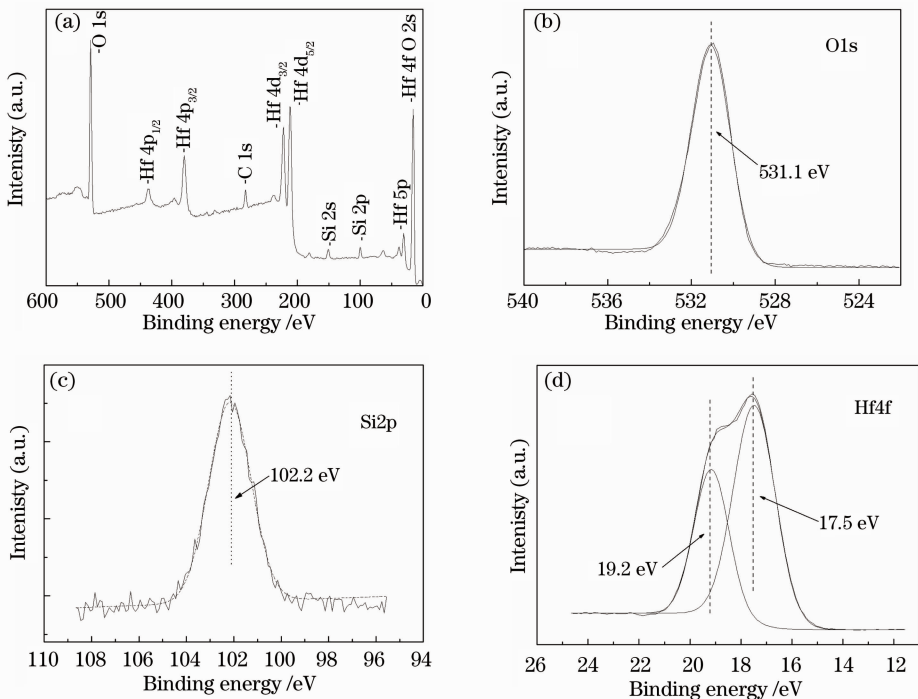 (a)
-O 1s
-Hf 4p1/2
-Hf 4p3/2
-C 1s
-Hf 4d3/2
-Hf 4d5/2
-Si 2s
-Si 2p
-Hf 5p
-Hf 4f O 2s
Intenisty (a.u.)
600 500 400 300 200 100 0
Binding energy /eV
(b)
O1s
531.1 eV
Intenisty (a.u.)
540 536 532 528 524
Binding energy /eV
(c)
Si2p
102.2 eV
Intenisty (a.u.)
110 108 106 104 102 100 98 96 94
Binding energy /eV
(d)
Hf4f
17.5 eV
19.2 eV
Intenisty (a.u.)
26 24 22 20 18 16 14 12
Binding energy /eV